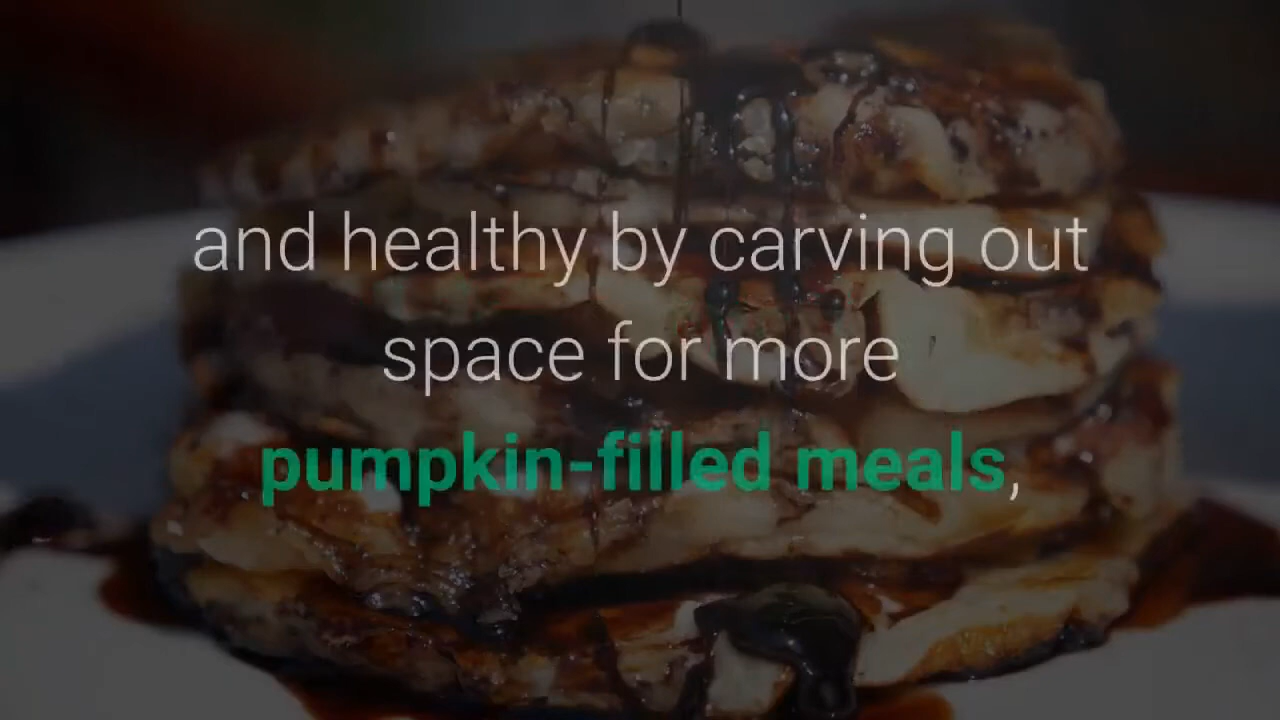 and healthy by carving out
space for more
pumpkin-filled meals,